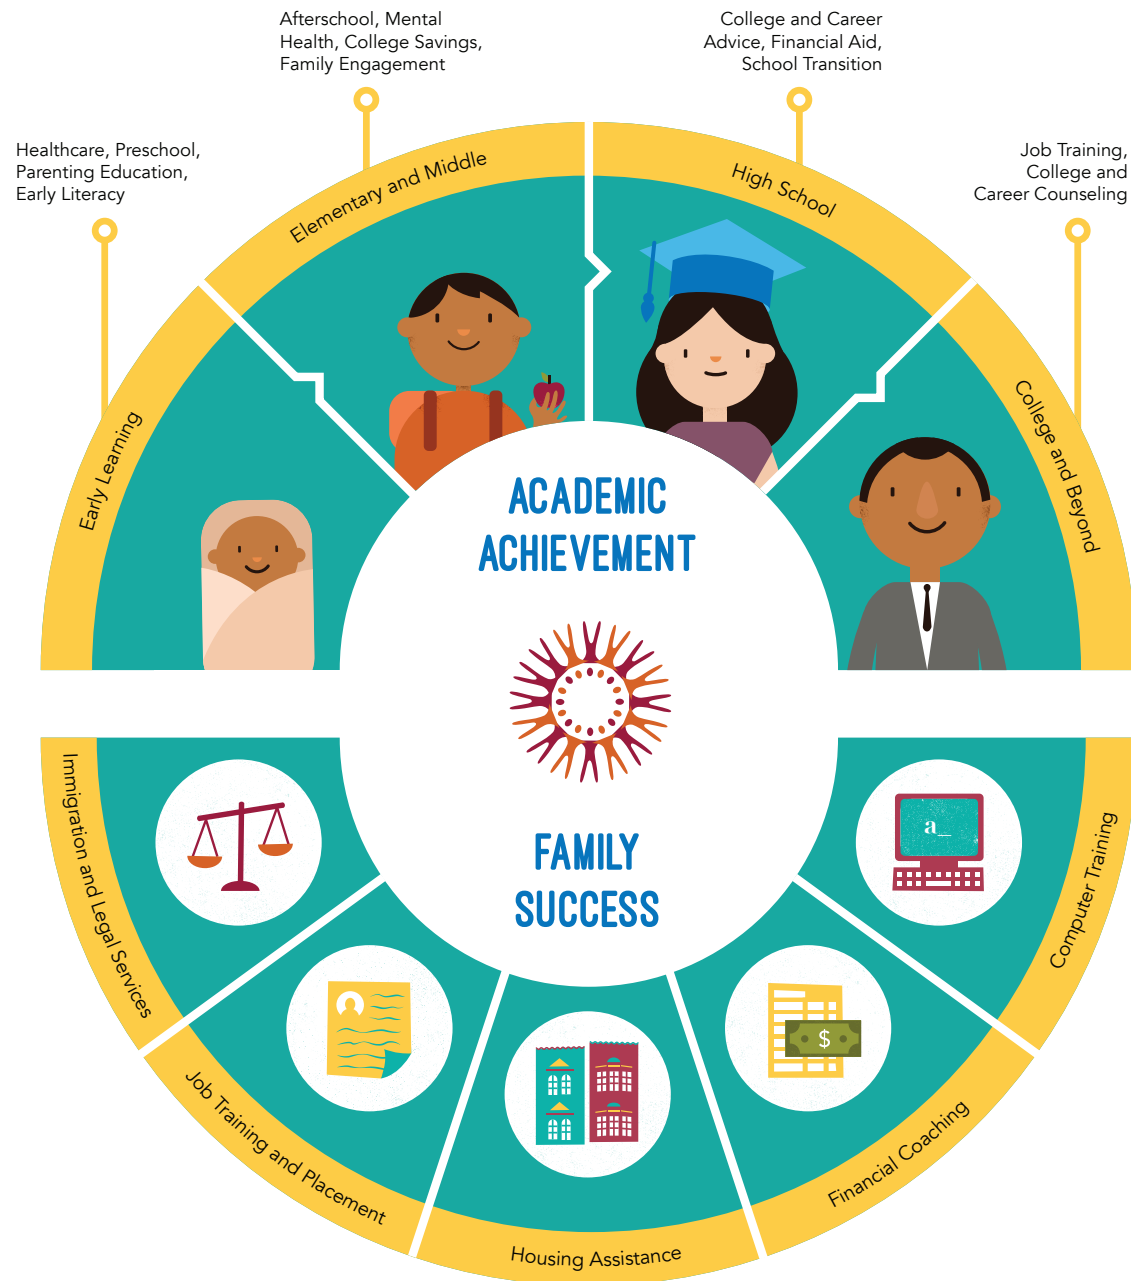 Afterschool, Mental
Health, College Savings,
Family Engagement
College and Career
Advice, Financial Aid,
School Transition
Healthcare, Preschool,
Parenting Education,
Early Literacy
Job Training,
College and
Career Counseling
Early Learning
Elementary and Middle
High School
College and Beyond
ACADEMIC
ACHIEVEMENT
FAMILY
SUCCESS
Immigration and Legal Services
Job Training and Placement
Housing Assistance
Financial Coaching
Computer Training
a_
$